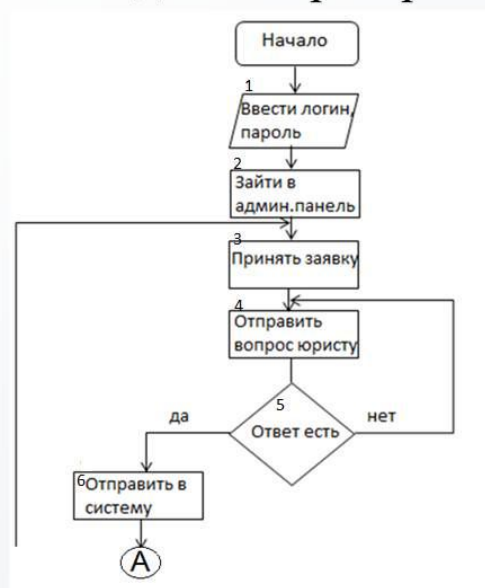 Начало
1
Ввести логин,
пароль
2
Зайти в
админ.панель
3
Принять заявку
4
Отправить
вопрос юристу
5
Ответ есть
да
нет
6
Отправить в
систему
А